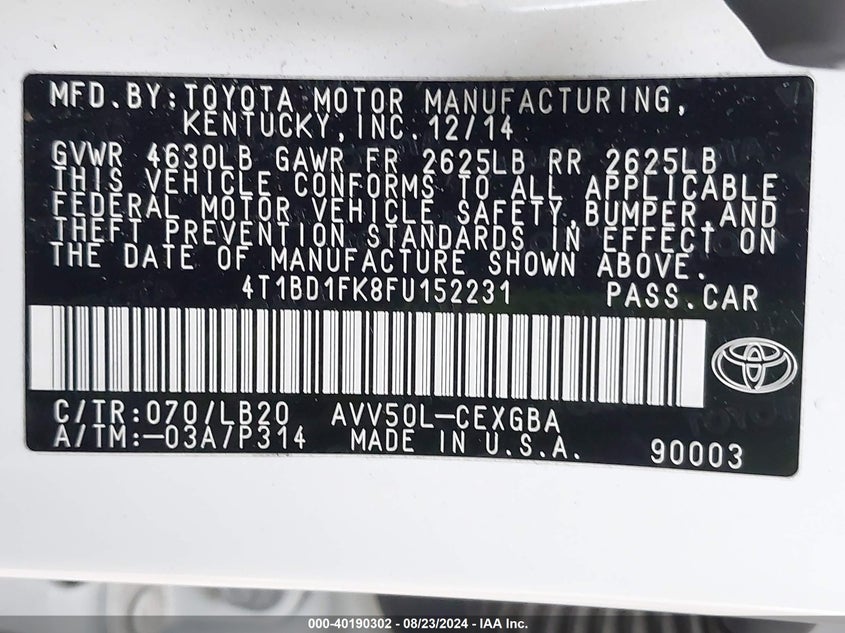 MFD.BY:TOYOTA MOTOR MANUFACTURING,
KENTUCKY,INC.12/14
GVWR 4630LB GAWR FR 2625LB RR 2625LB
THIS VEHICLE CONFORMS TO ALL APPLICABLE
FEDERAL MOTOR VEHICLE SAFETY,BUMPER,AND
THEFT PREVENTION STANDARDS IN EFFECT ON
THE DATE OF MANUFACTURE SHOWN ABOVE.
4T1BD1FK8FU152231 PASS.CAR
C/TR:070/LB20 AVV50L-CEXGBA
A/TM:-03A/P314 MADE IN U.S.A. 90003
000-40190302 - 08/23/2024 - IAA, Inc.